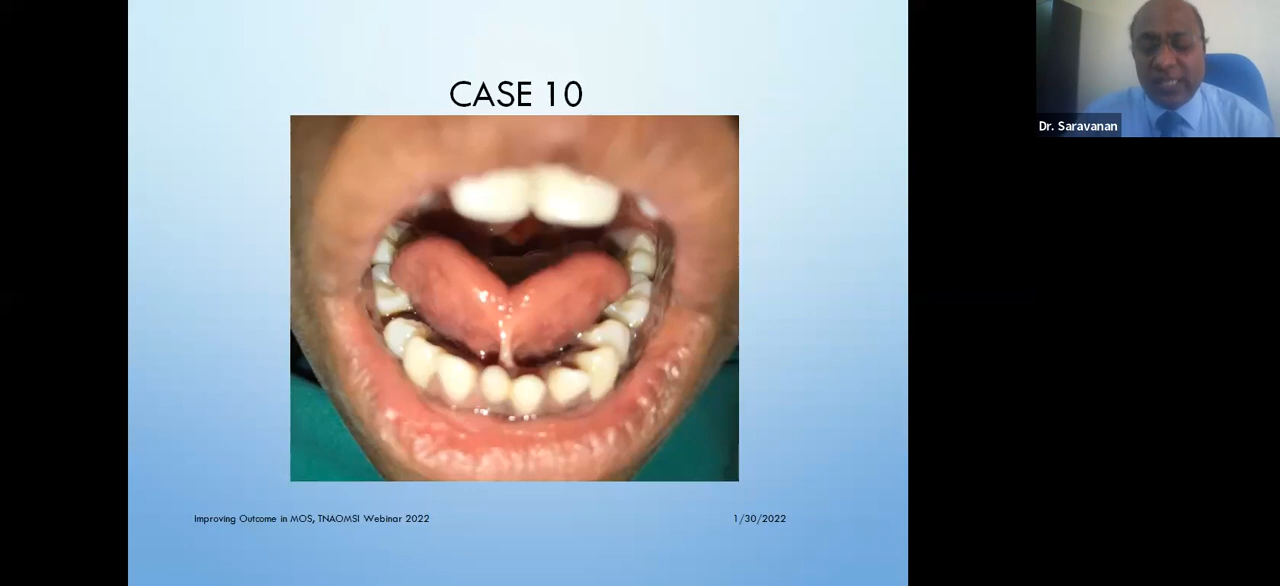 CASE 10
Dr. Saravanan
Improving Outcome in MOS, TNAOMSI Webinar 2022
1/30/2022